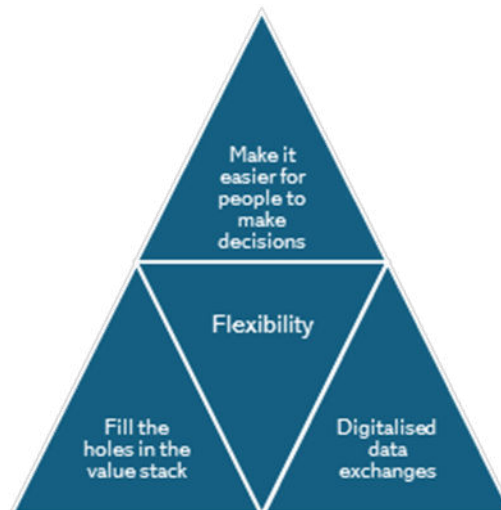 Make it
easier for
people to
make
decisions
Flexibility
Fill the
holes in the
value stack
Digitalised
data
exchanges